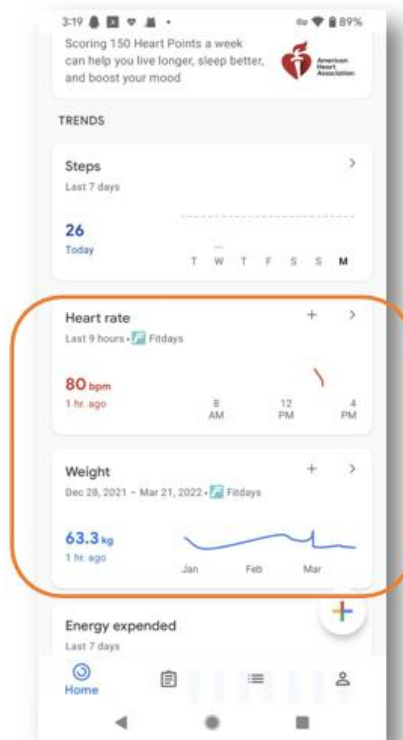 3:19
89%
Scoring 150 Heart Points a week
can help you live longer, sleep better,
and boost your mood
American
Heart
Association
TRENDS
Steps
Last 7 days
26
Today
T W T F S S M
Heart rate
Last 9 hours • Fitdays
80 bpm
1 hr. ago
8 12 4
AM PM PM
Weight
Dec 28, 2021 – Mar 21, 2022 • Fitdays
63.3 kg
1 hr. ago
Jan Feb Mar
Energy expended
Last 7 days
Home